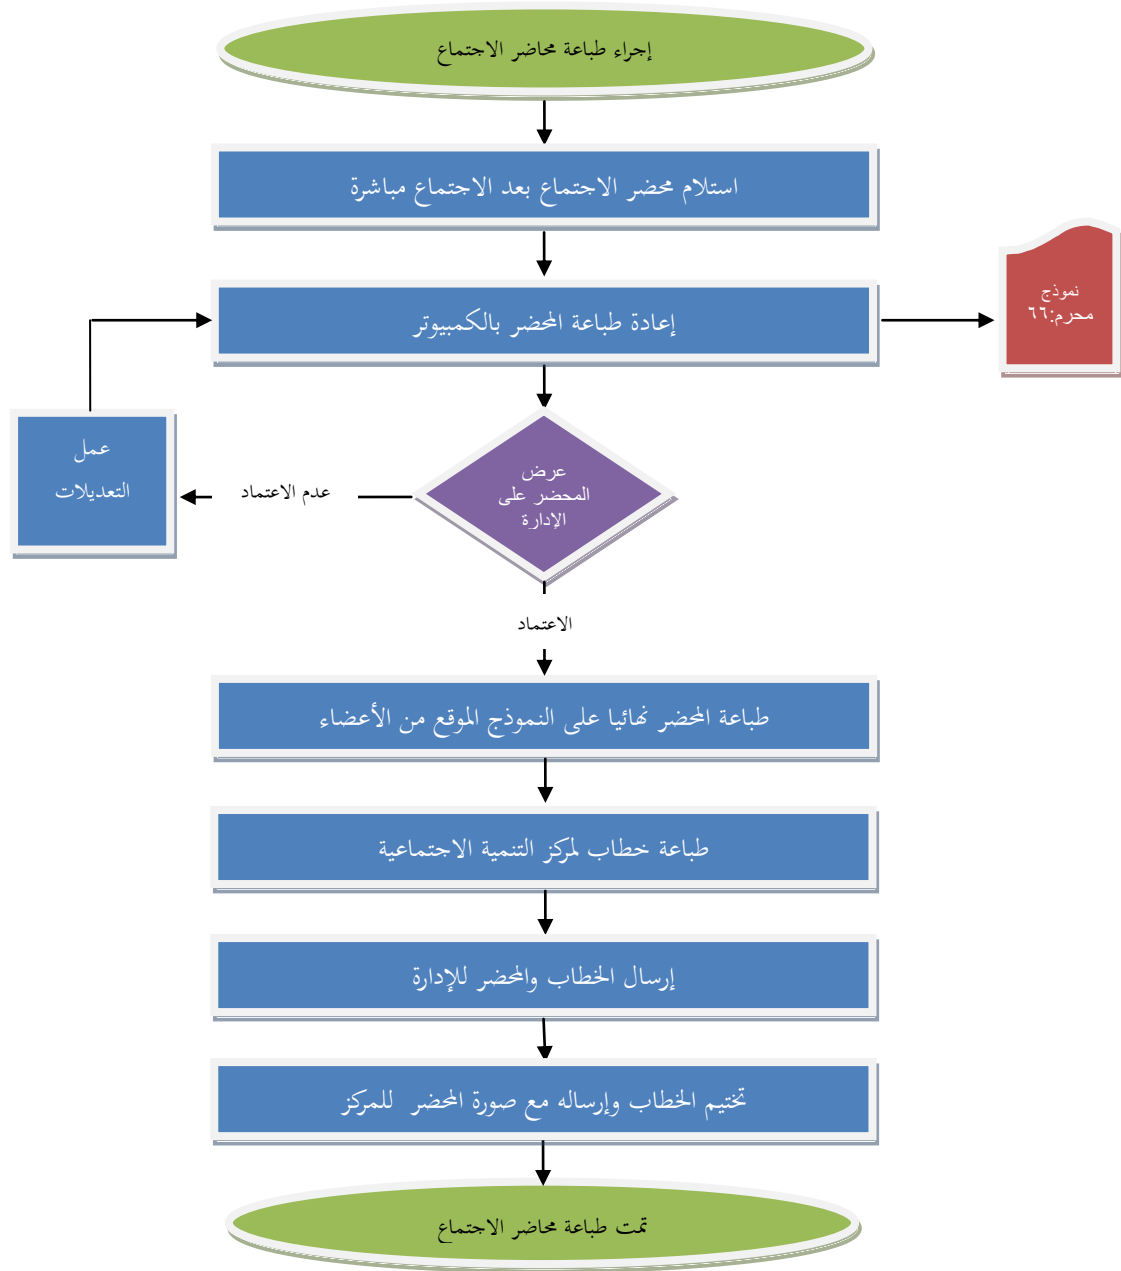 إجراء طباعة محاضر الاجتماع
استلام محضر الاجتماع بعد الاجتماع مباشرة
إعادة طباعة المحضر بالكمبيوتر
نموذج
محرم:٦٦
عمل
التعديلات
عدم الاعتماد
عرض
المحضر على
الإدارة
الاعتماد
طباعة المحضر نهائيا على النموذج الموقع من الأعضاء
طباعة خطاب لمركز التنمية الاجتماعية
إرسال الخطاب والمحضر للإدارة
تختيم الخطاب وإرساله مع صورة المحضر للمركز
تمت طباعة محاضر الاجتماع